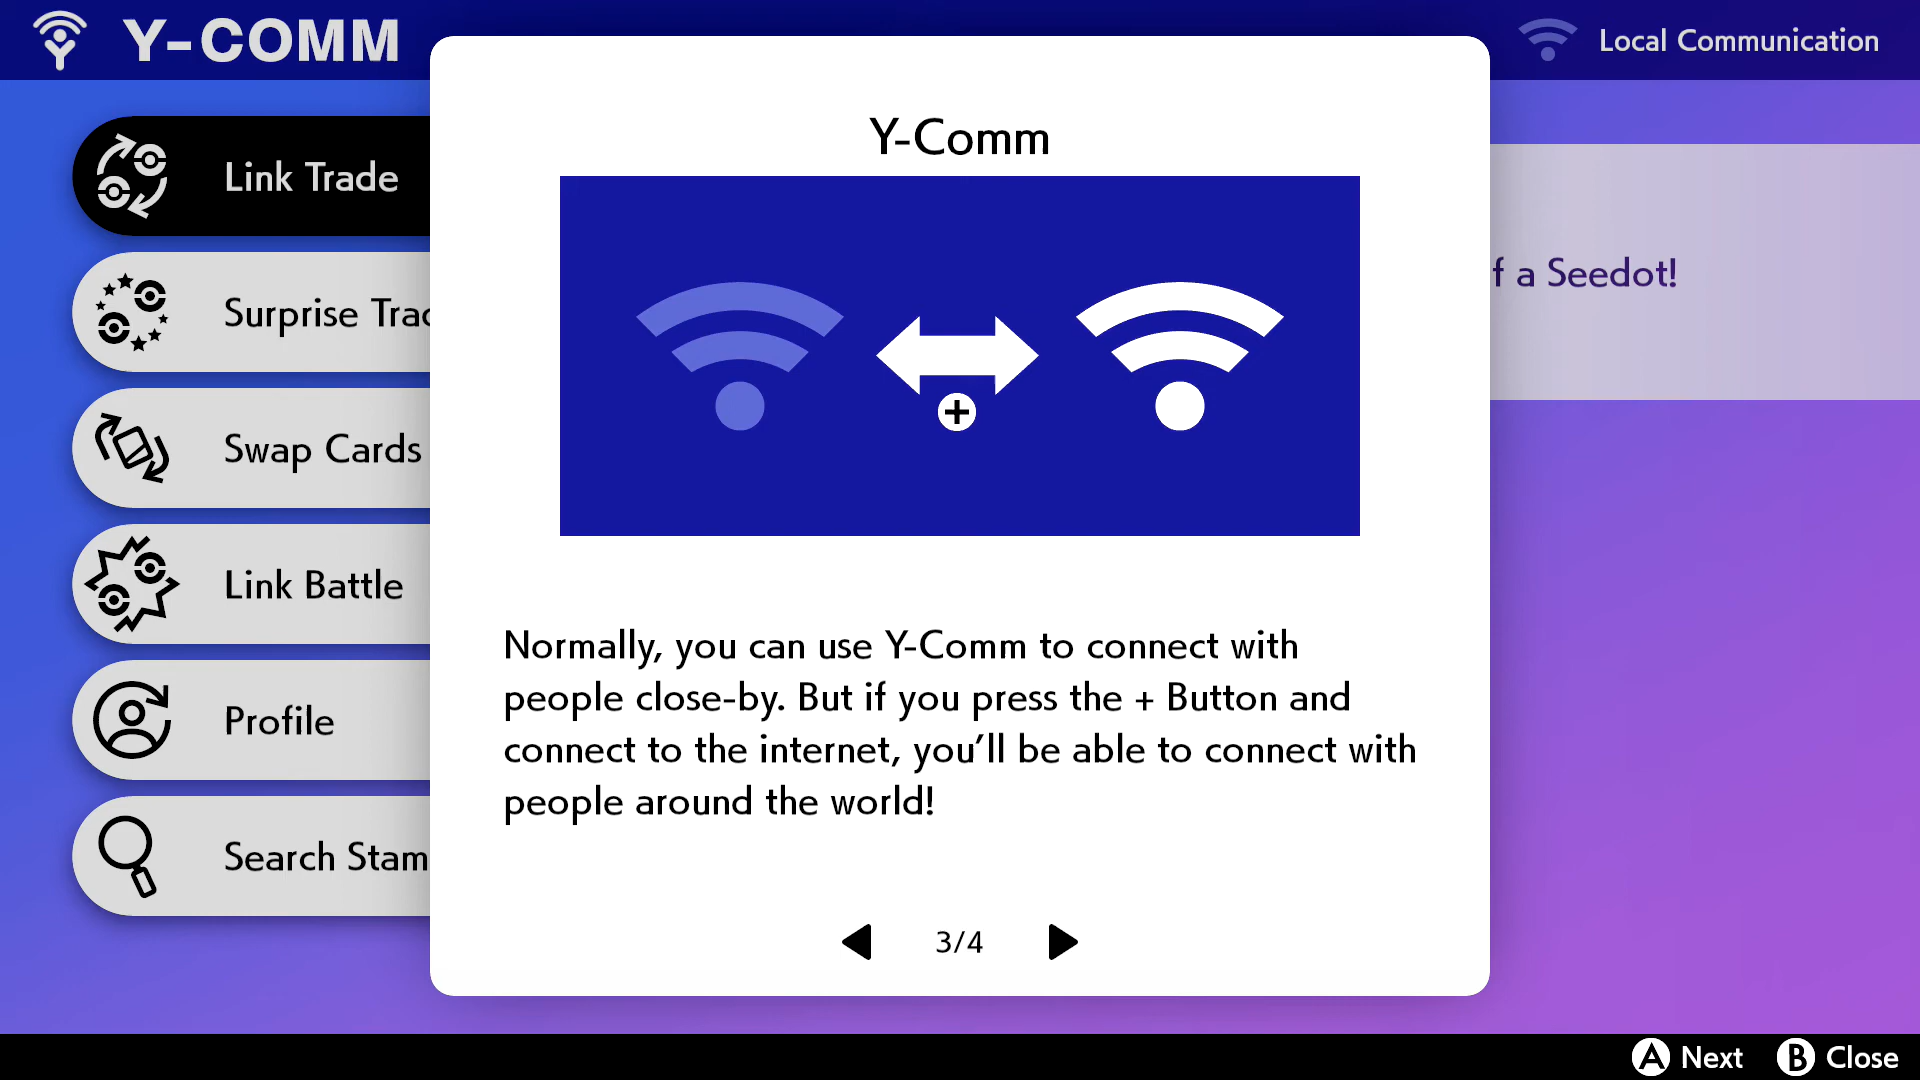 Y-COMM
Local Communication
Link Trade
Surprise
Swap Cards
Link Battle
Profile
Search
a Seedot!
Y-Comm
Normally, you can use Y-Comm to connect with
people close-by. But if you press the + Button and
connect to the internet, you'll be able to connect with
people around the world!
3/4
A Next B Close